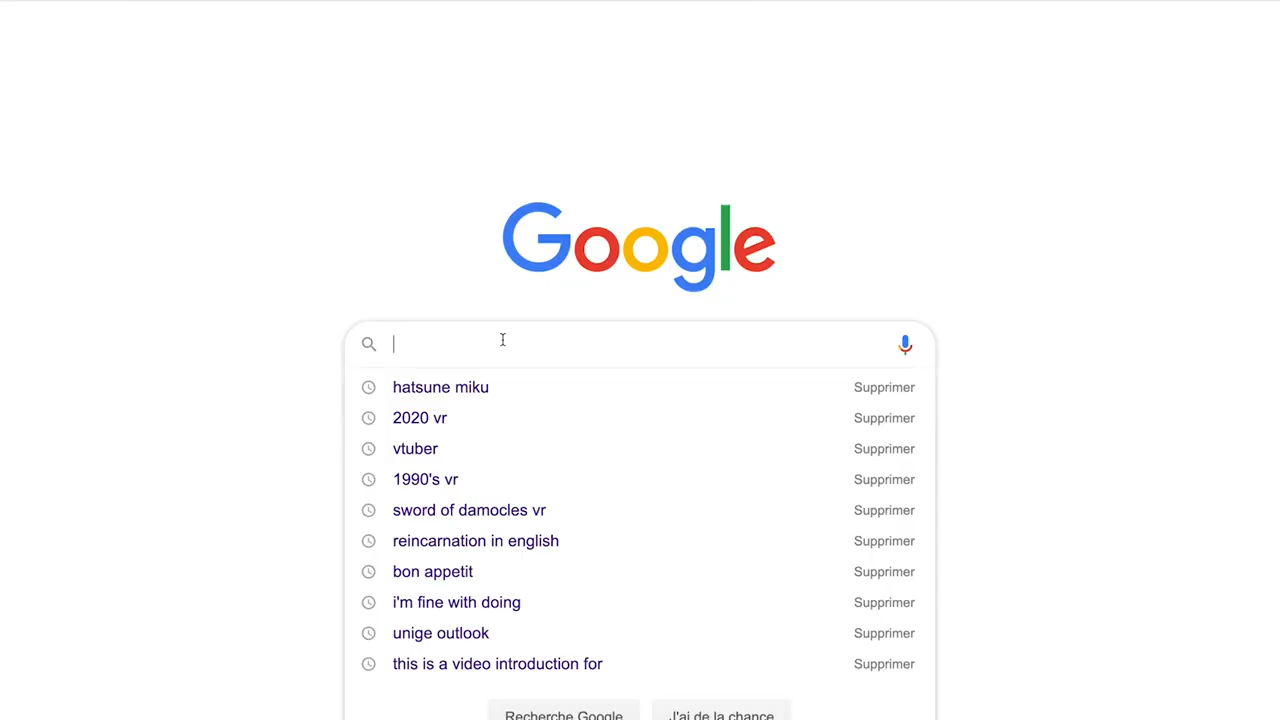 Google
hatsune miku Supprimer
2020 vr Supprimer
vtuber Supprimer
1990's vr Supprimer
sword of damocles vr Supprimer
reincarnation in english Supprimer
bon appetit Supprimer
i'm fine with doing Supprimer
unige outlook Supprimer
this is a video introduction for Supprimer
Recherche Google J'ai de la chance